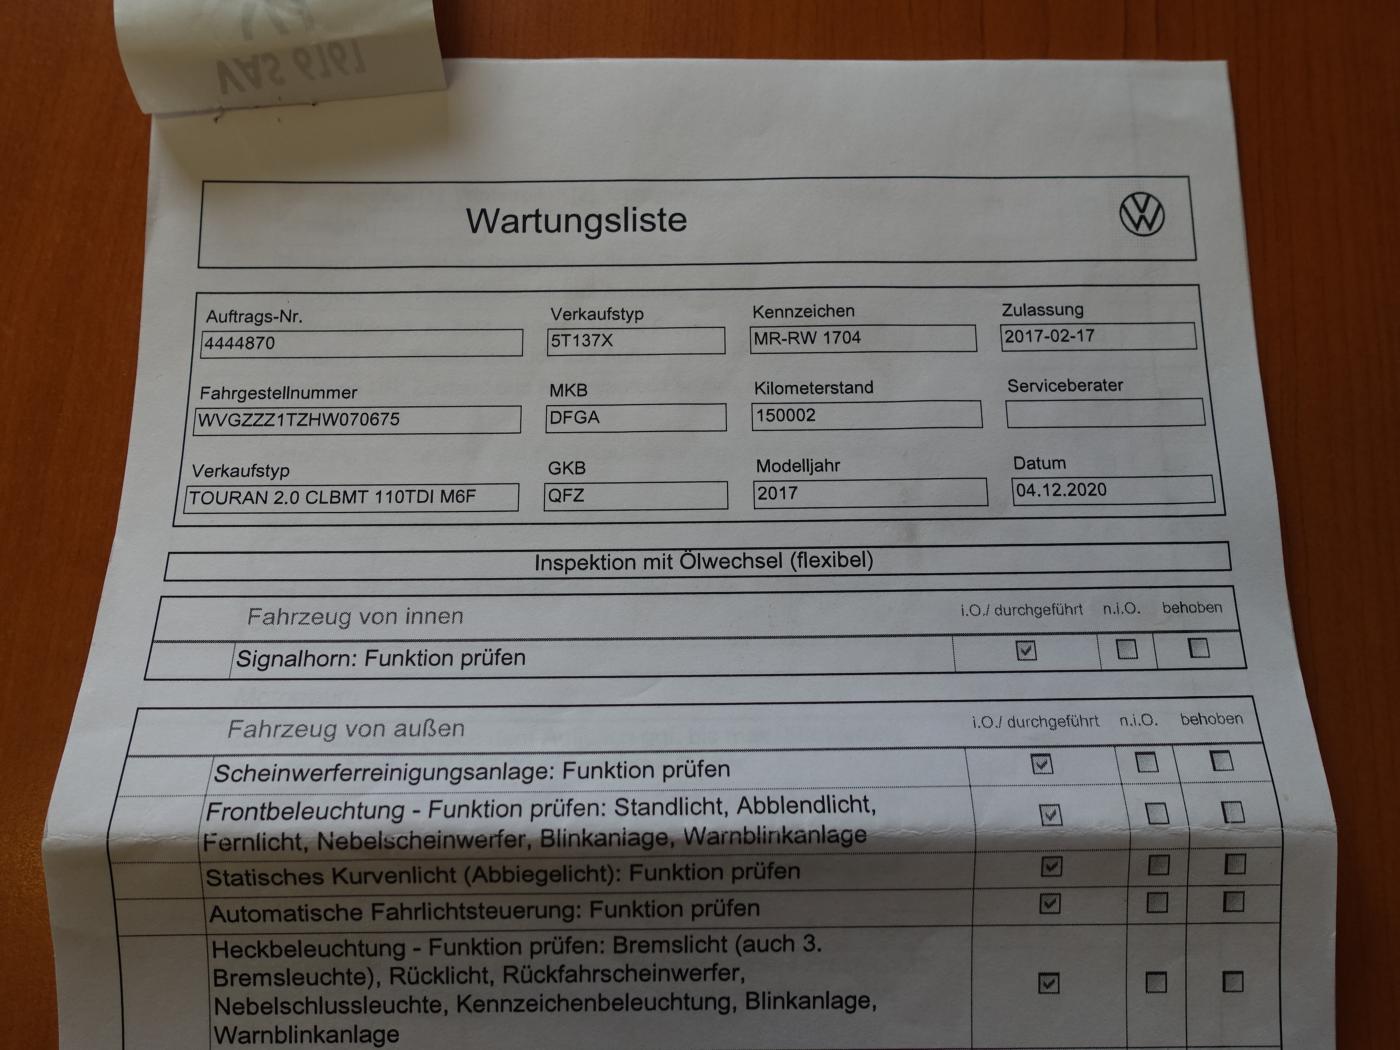 VAS 6161
Wartungsliste
Auftrags-Nr. Verkaufstyp Kennzeichen Zulassung
4444870 5T137X MR-RW 1704 2017-02-17
Fahrgestellnummer MKB Kilometerstand Serviceberater
WVGZZZ1TZHW070675 DFGA 150002
Verkaufstyp GKB Modelljahr Datum
TOURAN 2.0 CLBMT 110TDI M6F QFZ 2017 04.12.2020
Inspektion mit Ölwechsel (flexibel)
Fahrzeug von innen i.O./ durchgeführt n.i.O. behoben
Signalhorn: Funktion prüfen
Fahrzeug von außen i.O./ durchgeführt n.i.O. behoben
Scheinwerferreinigungsanlage: Funktion prüfen
Frontbeleuchtung - Funktion prüfen: Standlicht, Abblendlicht,
Fernlicht, Nebelscheinwerfer, Blinkanlage, Warnblinkanlage
Statisches Kurvenlicht (Abbiegelicht): Funktion prüfen
Automatische Fahrlichtsteuerung: Funktion prüfen
Heckbeleuchtung - Funktion prüfen: Bremslicht (auch 3.
Bremsleuchte), Rücklicht, Rückfahrscheinwerfer,
Nebelschlussleuchte, Kennzeichenbeleuchtung, Blinkanlage,
Warnblinkanlage